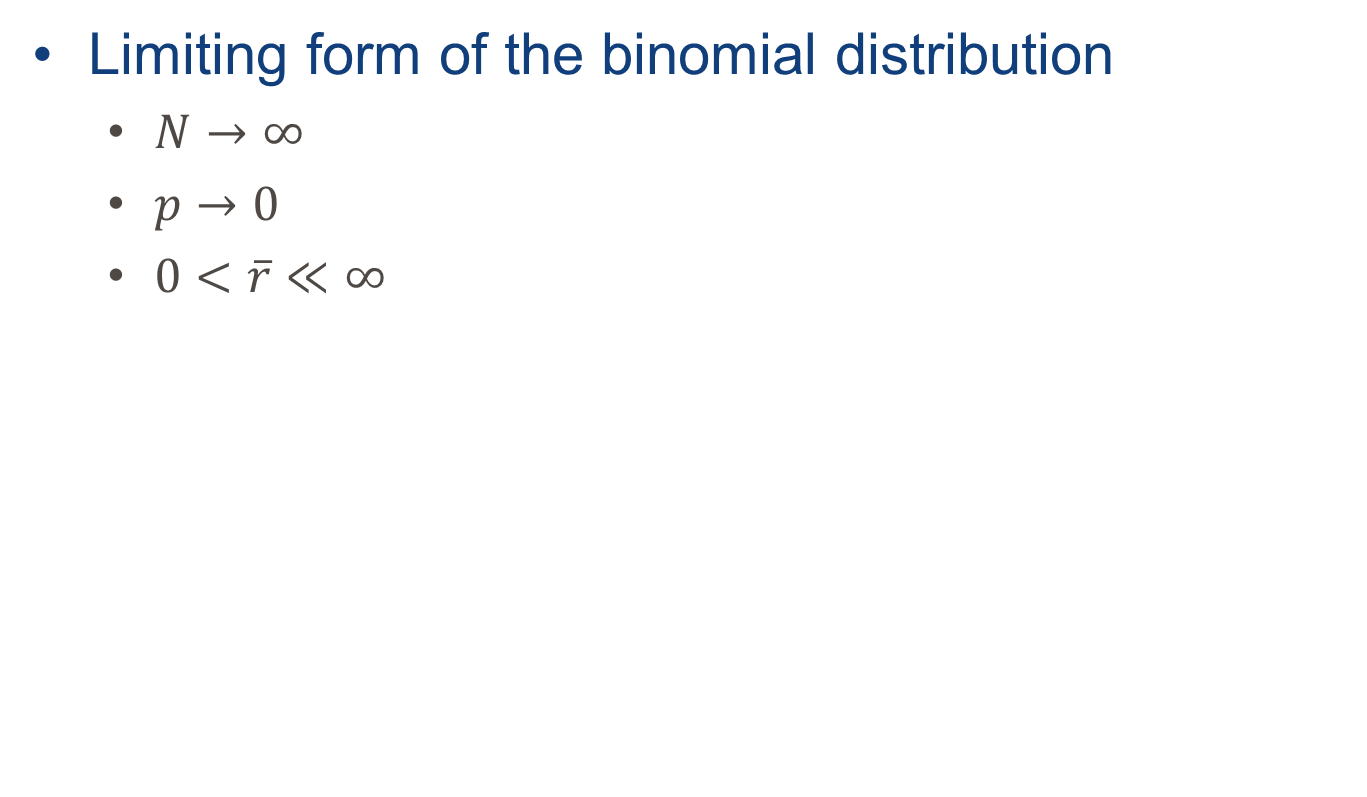 • Limiting form of the binomial distribution
• N → ∞
• p → 0
• 0 < r̄ ≪ ∞